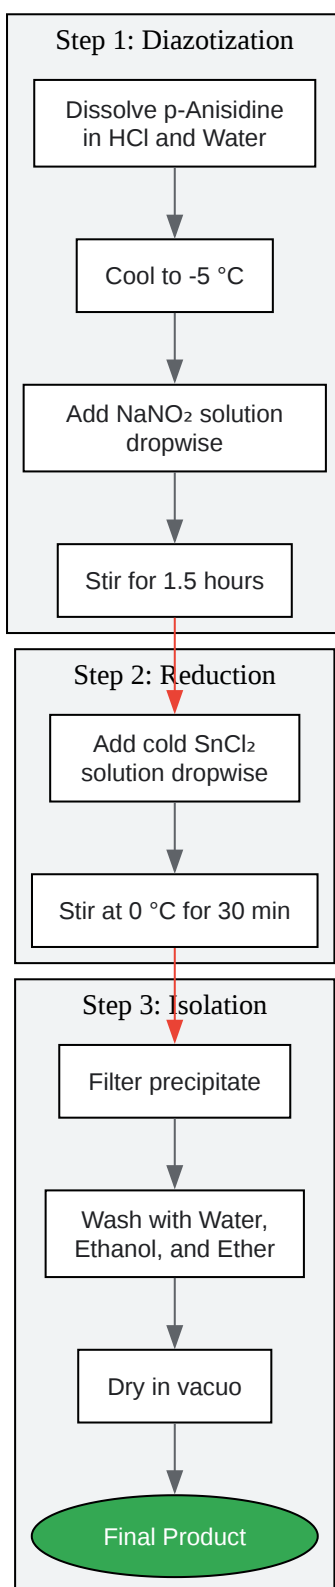 Step 1: Diazotization
Dissolve p-Anisidine
in HCl and Water
Cool to -5 °C
Add NaNO₂ solution
dropwise
Stir for 1.5 hours
Step 2: Reduction
Add cold SnCl₂
solution dropwise
Stir at 0 °C for 30 min
Step 3: Isolation
Filter precipitate
Wash with Water,
Ethanol, and Ether
Dry in vacuo
Final Product